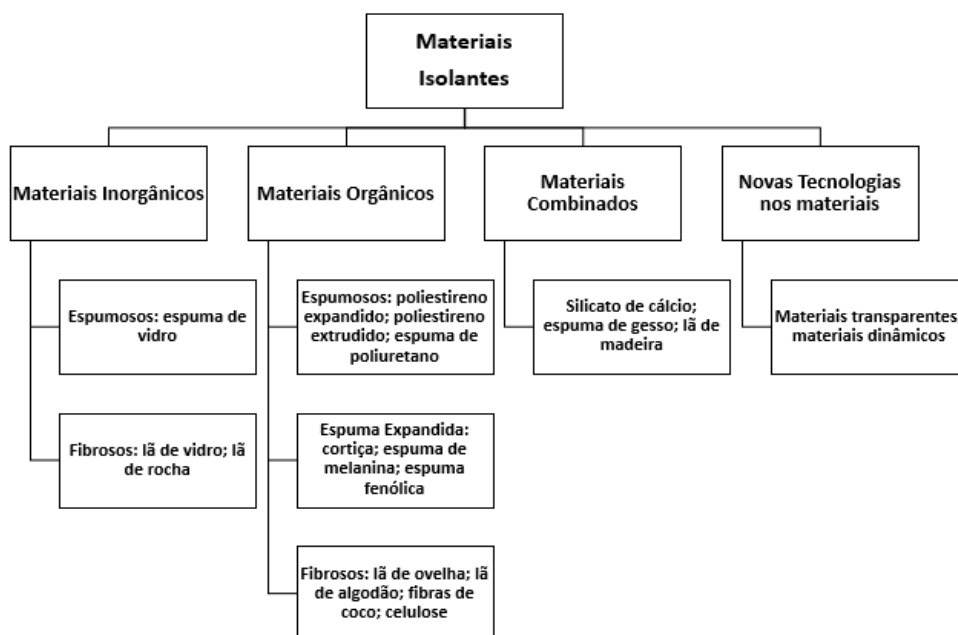 Materiais
Isolantes
Materiais Inorgânicos
Materiais Orgânicos
Materiais
Combinados
Novas Tecnologias
nos materiais
Espumosos: espuma de
vidro
Espumosos: poliestireno
expandido; poliestireno
extrudido; espuma de
poliuretano
Silicato de cálcio;
espuma de gesso; lã de
madeira
Materiais transparentes;
materiais dinâmicos
Fibrosos: lã de vidro; lã
de rocha
Espuma Expandida:
cortiça; espuma de
melanina; espuma
fenólica
Fibrosos: lã de ovelha; lã
de algodão; fibras de
coco; celulose